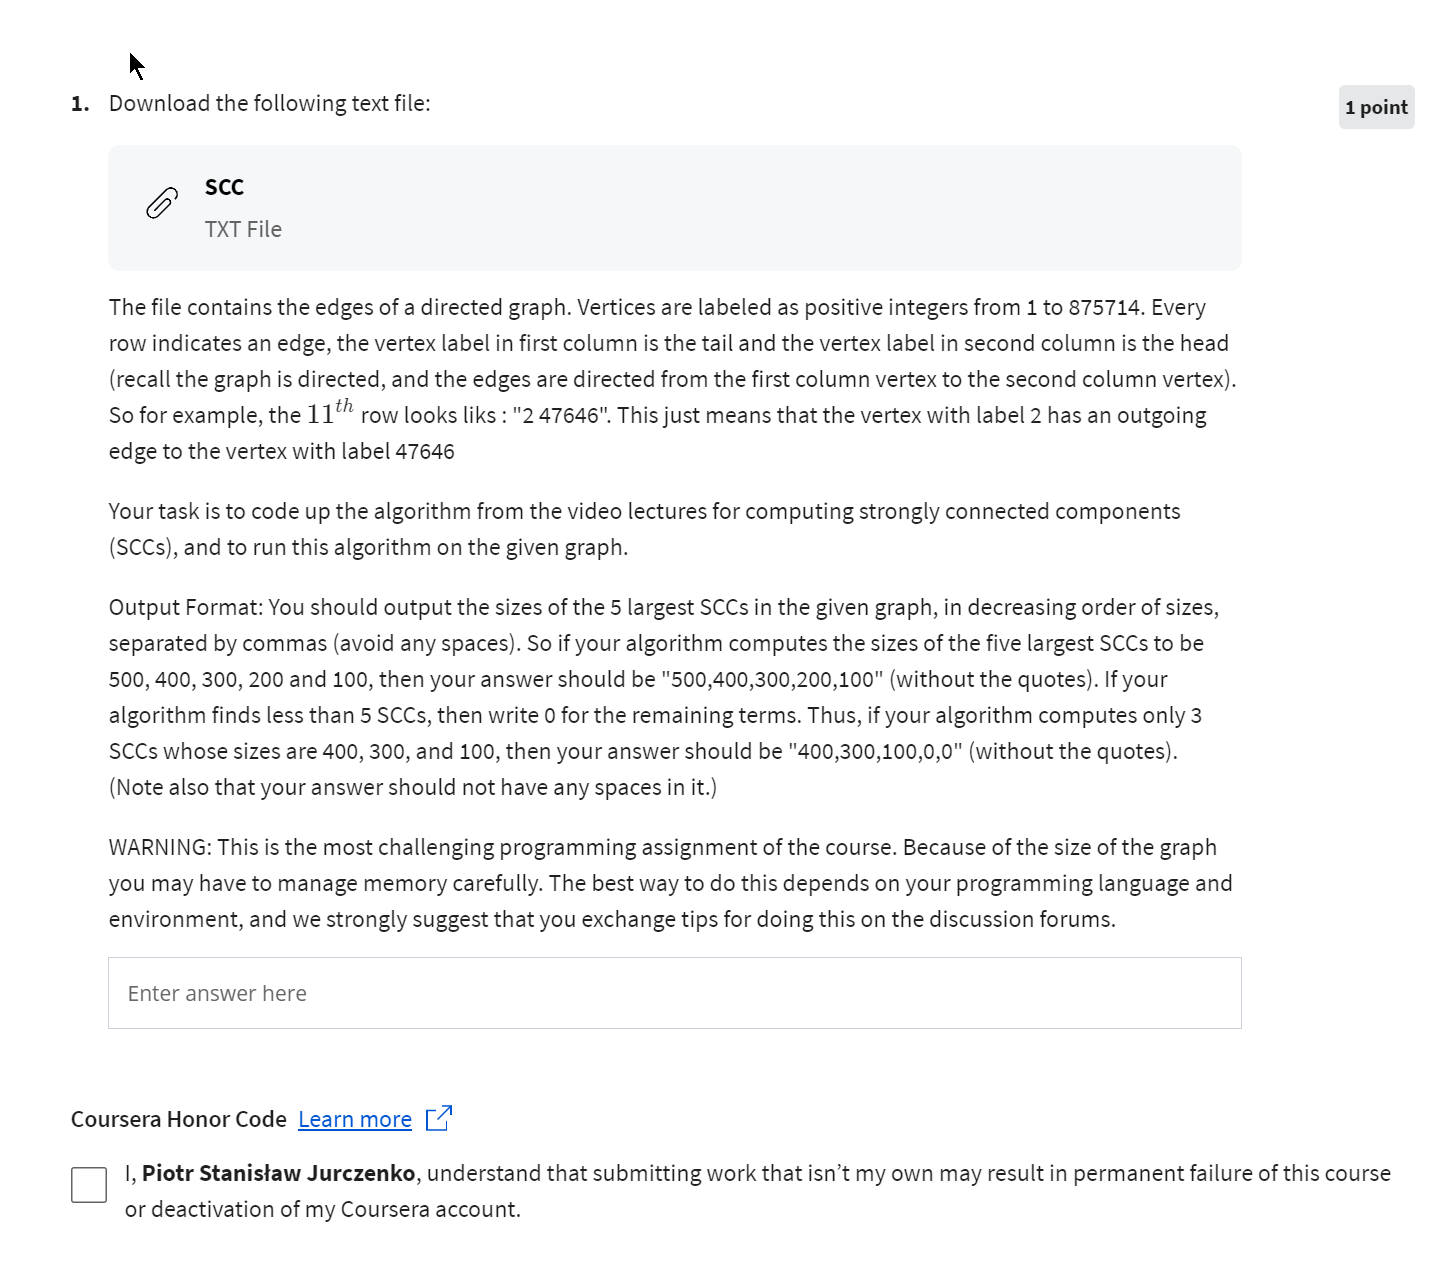 1. Download the following text file:
1 point
SCC
TXT File
The file contains the edges of a directed graph. Vertices are labeled as positive integers from 1 to 875714. Every
row indicates an edge, the vertex label in first column is the tail and the vertex label in second column is the head
(recall the graph is directed, and the edges are directed from the first column vertex to the second column vertex).
So for example, the 11th row looks liks : "2 47646". This just means that the vertex with label 2 has an outgoing
edge to the vertex with label 47646
Your task is to code up the algorithm from the video lectures for computing strongly connected components
(SCCs), and to run this algorithm on the given graph.
Output Format: You should output the sizes of the 5 largest SCCs in the given graph, in decreasing order of sizes,
separated by commas (avoid any spaces). So if your algorithm computes the sizes of the five largest SCCs to be
500, 400, 300, 200 and 100, then your answer should be "500,400,300,200,100" (without the quotes). If your
algorithm finds less than 5 SCCs, then write 0 for the remaining terms. Thus, if your algorithm computes only 3
SCCs whose sizes are 400, 300, and 100, then your answer should be "400,300,100,0,0" (without the quotes).
(Note also that your answer should not have any spaces in it.)
WARNING: This is the most challenging programming assignment of the course. Because of the size of the graph
you may have to manage memory carefully. The best way to do this depends on your programming language and
environment, and we strongly suggest that you exchange tips for doing this on the discussion forums.
Enter answer here
Coursera Honor Code Learn more
I, Piotr Stanisław Jurczenko, understand that submitting work that isn’t my own may result in permanent failure of this course
or deactivation of my Coursera account.